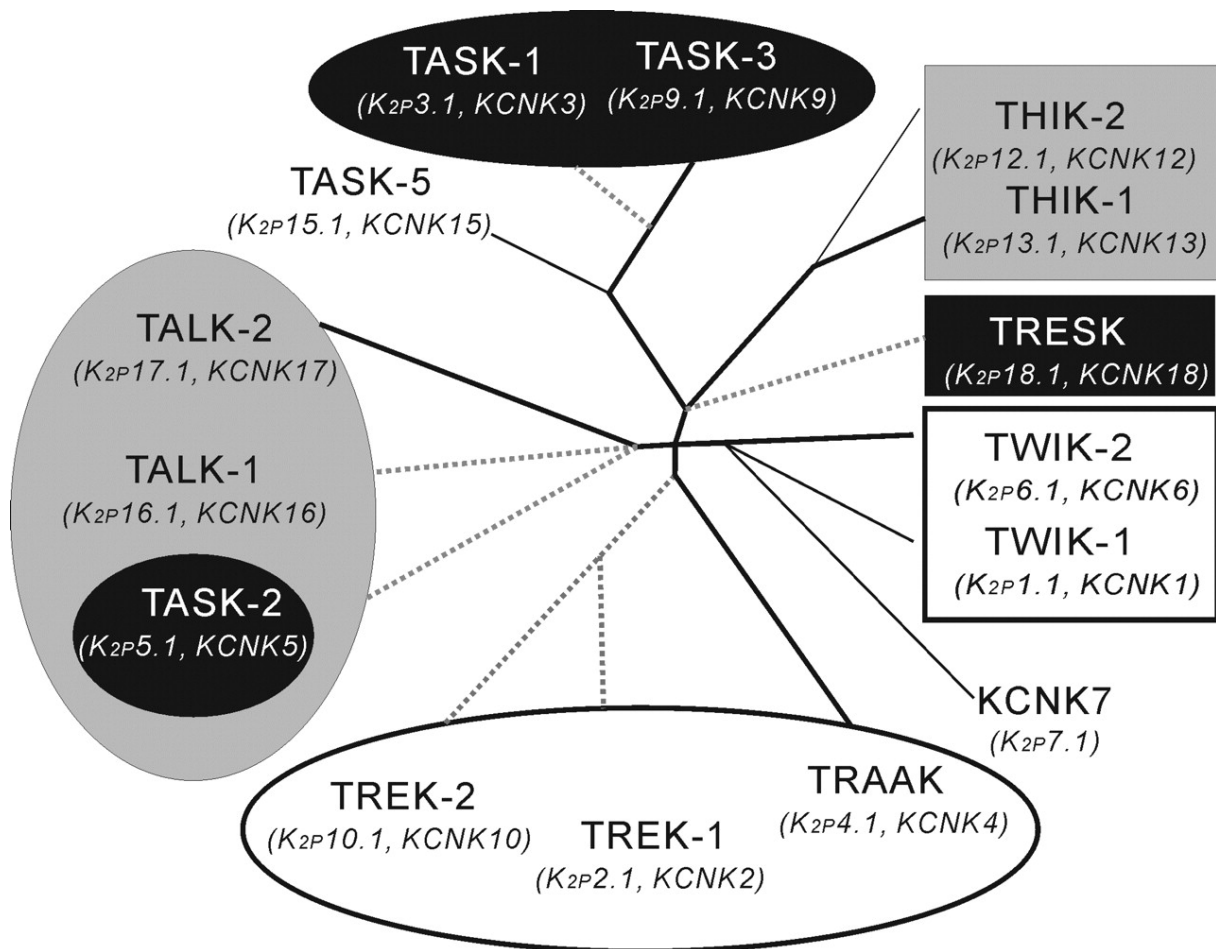 TASK-1
(K2P3.1, KCNK3)
TASK-3
(K2P9.1, KCNK9)
THIK-2
(K2P12.1, KCNK12)
THIK-1
(K2P13.1, KCNK13)
TASK-5
(K2P15.1, KCNK15)
TALK-2
(K2P17.1, KCNK17)
TRESK
(K2P18.1, KCNK18)
TWIK-2
(K2P6.1, KCNK6)
TWIK-1
(K2P1.1, KCNK1)
TALK-1
(K2P16.1, KCNK16)
TASK-2
(K2P5.1, KCNK5)
KCNK7
(K2P7.1)
TREK-2
(K2P10.1, KCNK10)
TREK-1
(K2P2.1, KCNK2)
TRAAK
(K2P4.1, KCNK4)